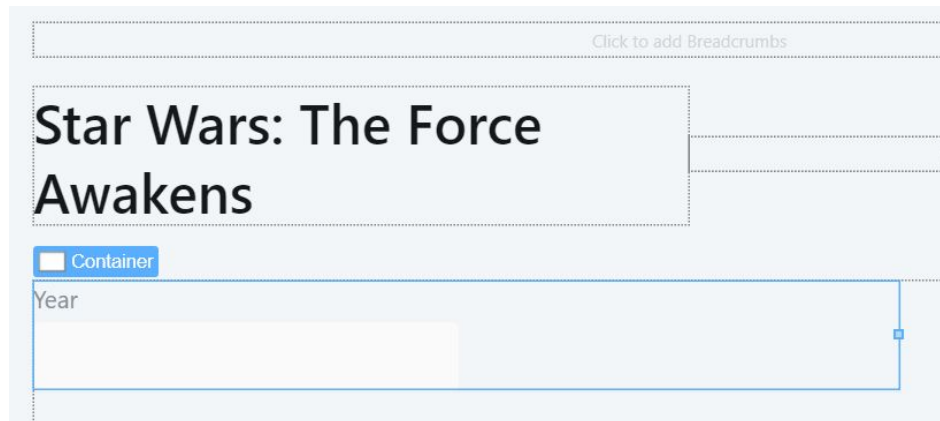 Click to add Breadcrumbs
Star Wars: The Force
Awakens
Container
Year